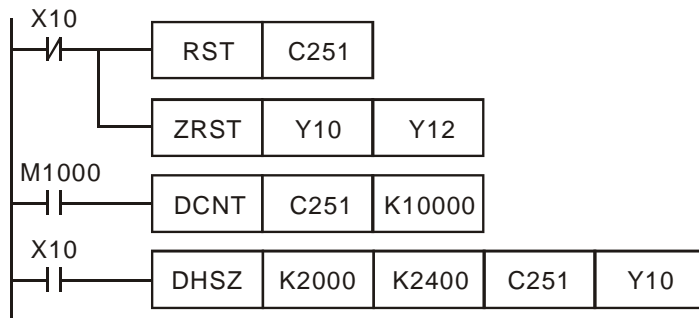 X10
RST C251
ZRST Y10 Y12
M1000
DCNT C251 K10000
X10
DHSZ K2000 K2400 C251 Y10